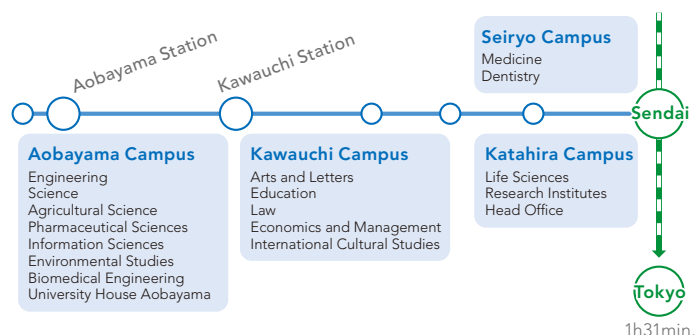 Aobayama Station
Kawauchi Station
Seiryo Campus
Medicine
Dentistry
Sendai
Aobayama Campus
Engineering
Science
Agricultural Science
Pharmaceutical Sciences
Information Sciences
Environmental Studies
Biomedical Engineering
University House Aobayama
Kawauchi Campus
Arts and Letters
Education
Law
Economics and Management
International Cultural Studies
Katahira Campus
Life Sciences
Research Institutes
Head Office
Tokyo
1h31min.